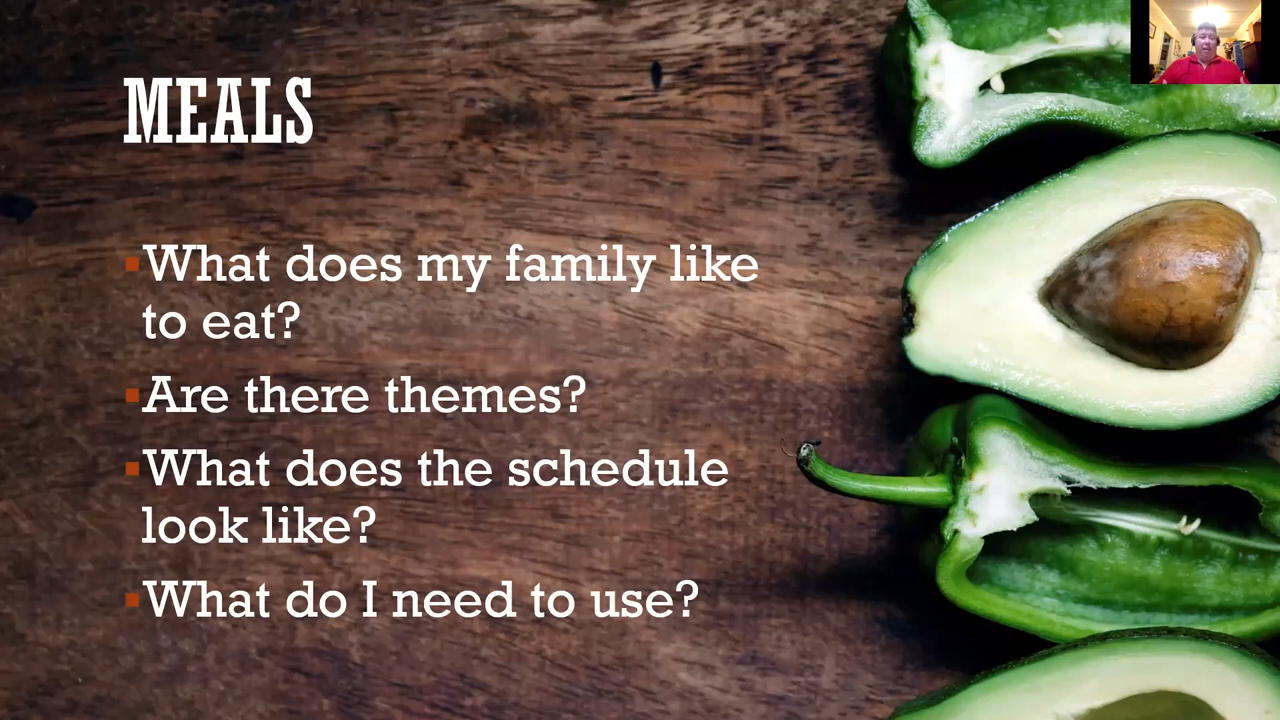 MEALS
▪What does my family like
to eat?
▪Are there themes?
▪What does the schedule
look like?
▪What do I need to use?